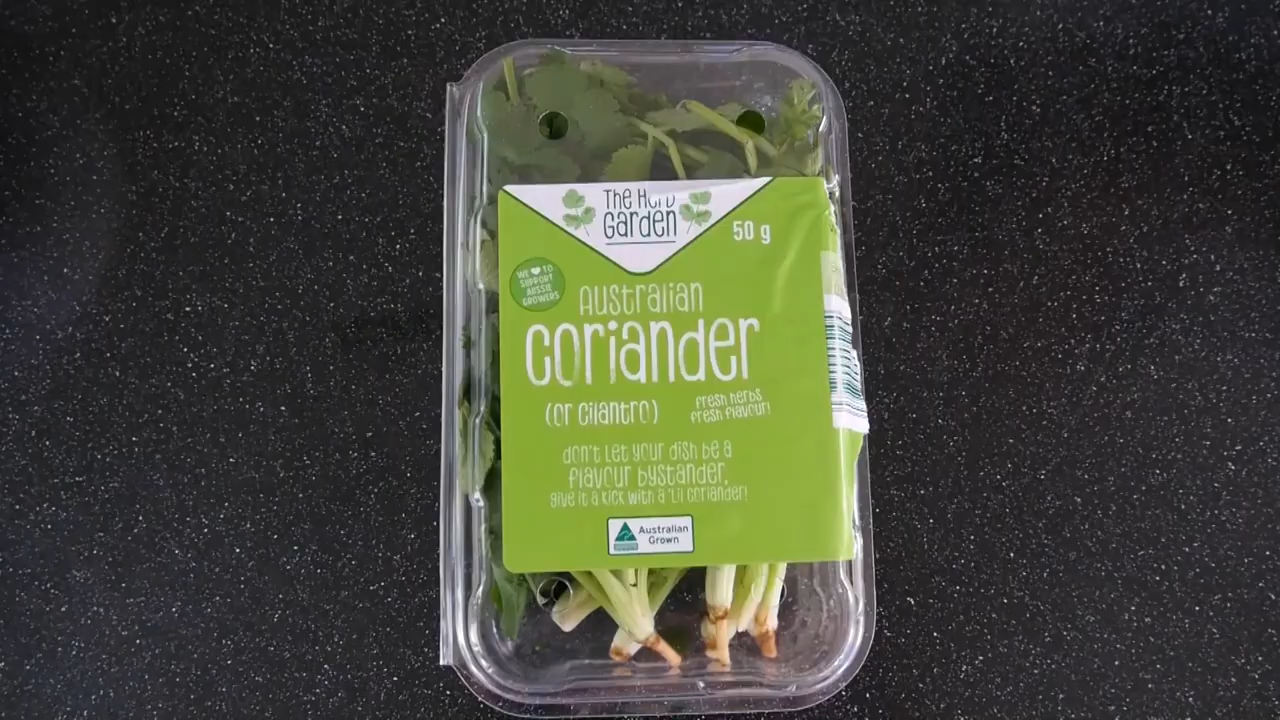 The Herb
Garden
50 g
WE TO
SUPPORT
AUSSIE
GROWERS
Australian
coriander
(or cilantro)
fresh herbs
fresh flavour!
don't let your dish be a
flavour bystander,
give it a kick with a 'lil coriander!
Australian
Grown